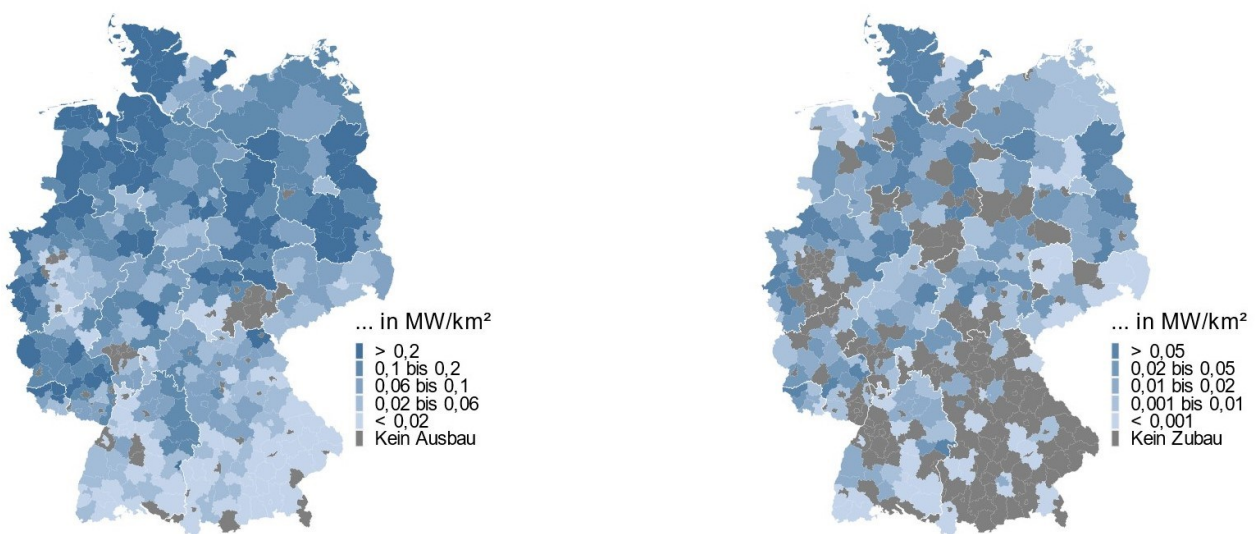 ... in MW/km²
> 0,2
0,1 bis 0,2
0,06 bis 0,1
0,02 bis 0,06
< 0,02
Kein Ausbau
... in MW/km²
> 0,05
0,02 bis 0,05
0,01 bis 0,02
0,001 bis 0,01
< 0,001
Kein Zubau